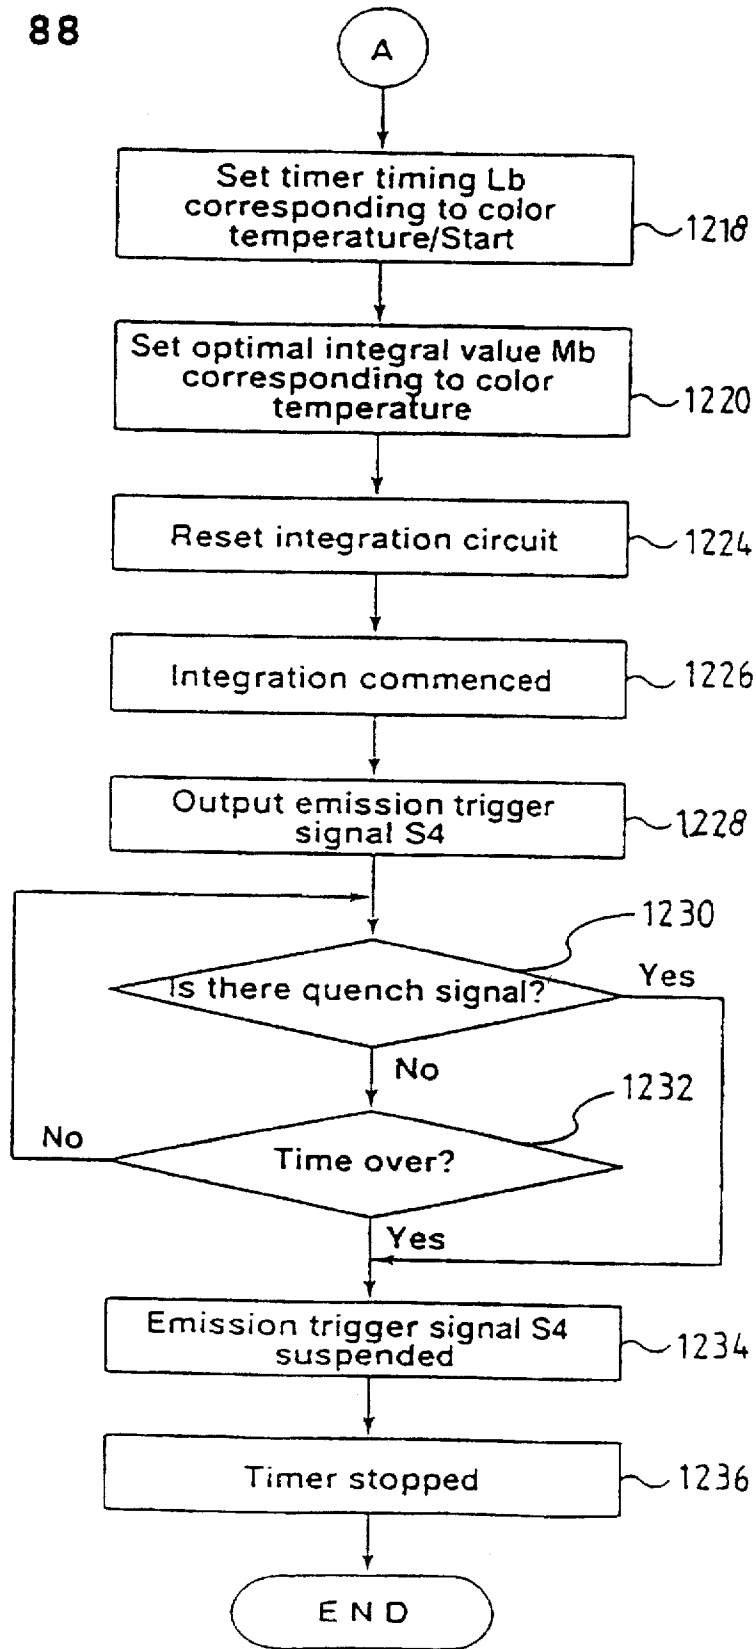 88
A
Set timer timing Lb
corresponding to color
temperature/Start
1218
Set optimal integral value Mb
corresponding to color
temperature
1220
Reset integration circuit
1224
Integration commenced
1226
Output emission trigger
signal S4
1228
1230
Is there quench signal?
Yes
No
1232
No
Time over?
Yes
Emission trigger signal S4
suspended
1234
Timer stopped
1236
END